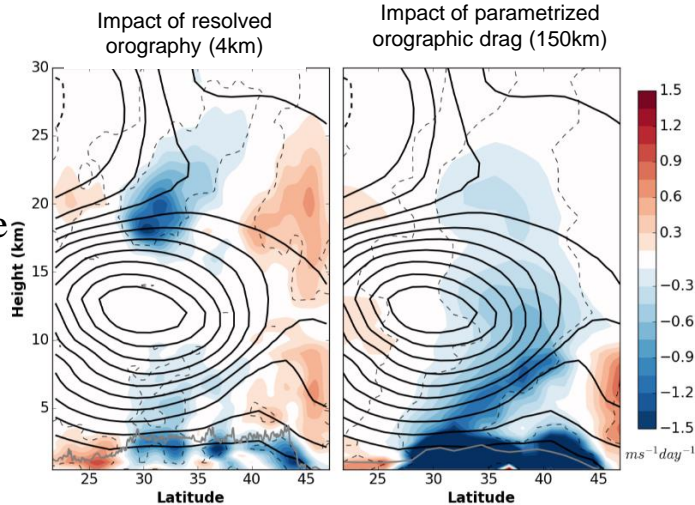 Impact of resolved
orography (4km)
Impact of parametrized
orographic drag (150km)
30
25
20
15
10
5
Height (km)
25 30 35 40 45
Latitude
25 30 35 40 45
Latitude
1.5
1.2
0.9
0.6
0.3
−0.3
−0.6
−0.9
−1.2
−1.5
ms⁻¹day⁻¹